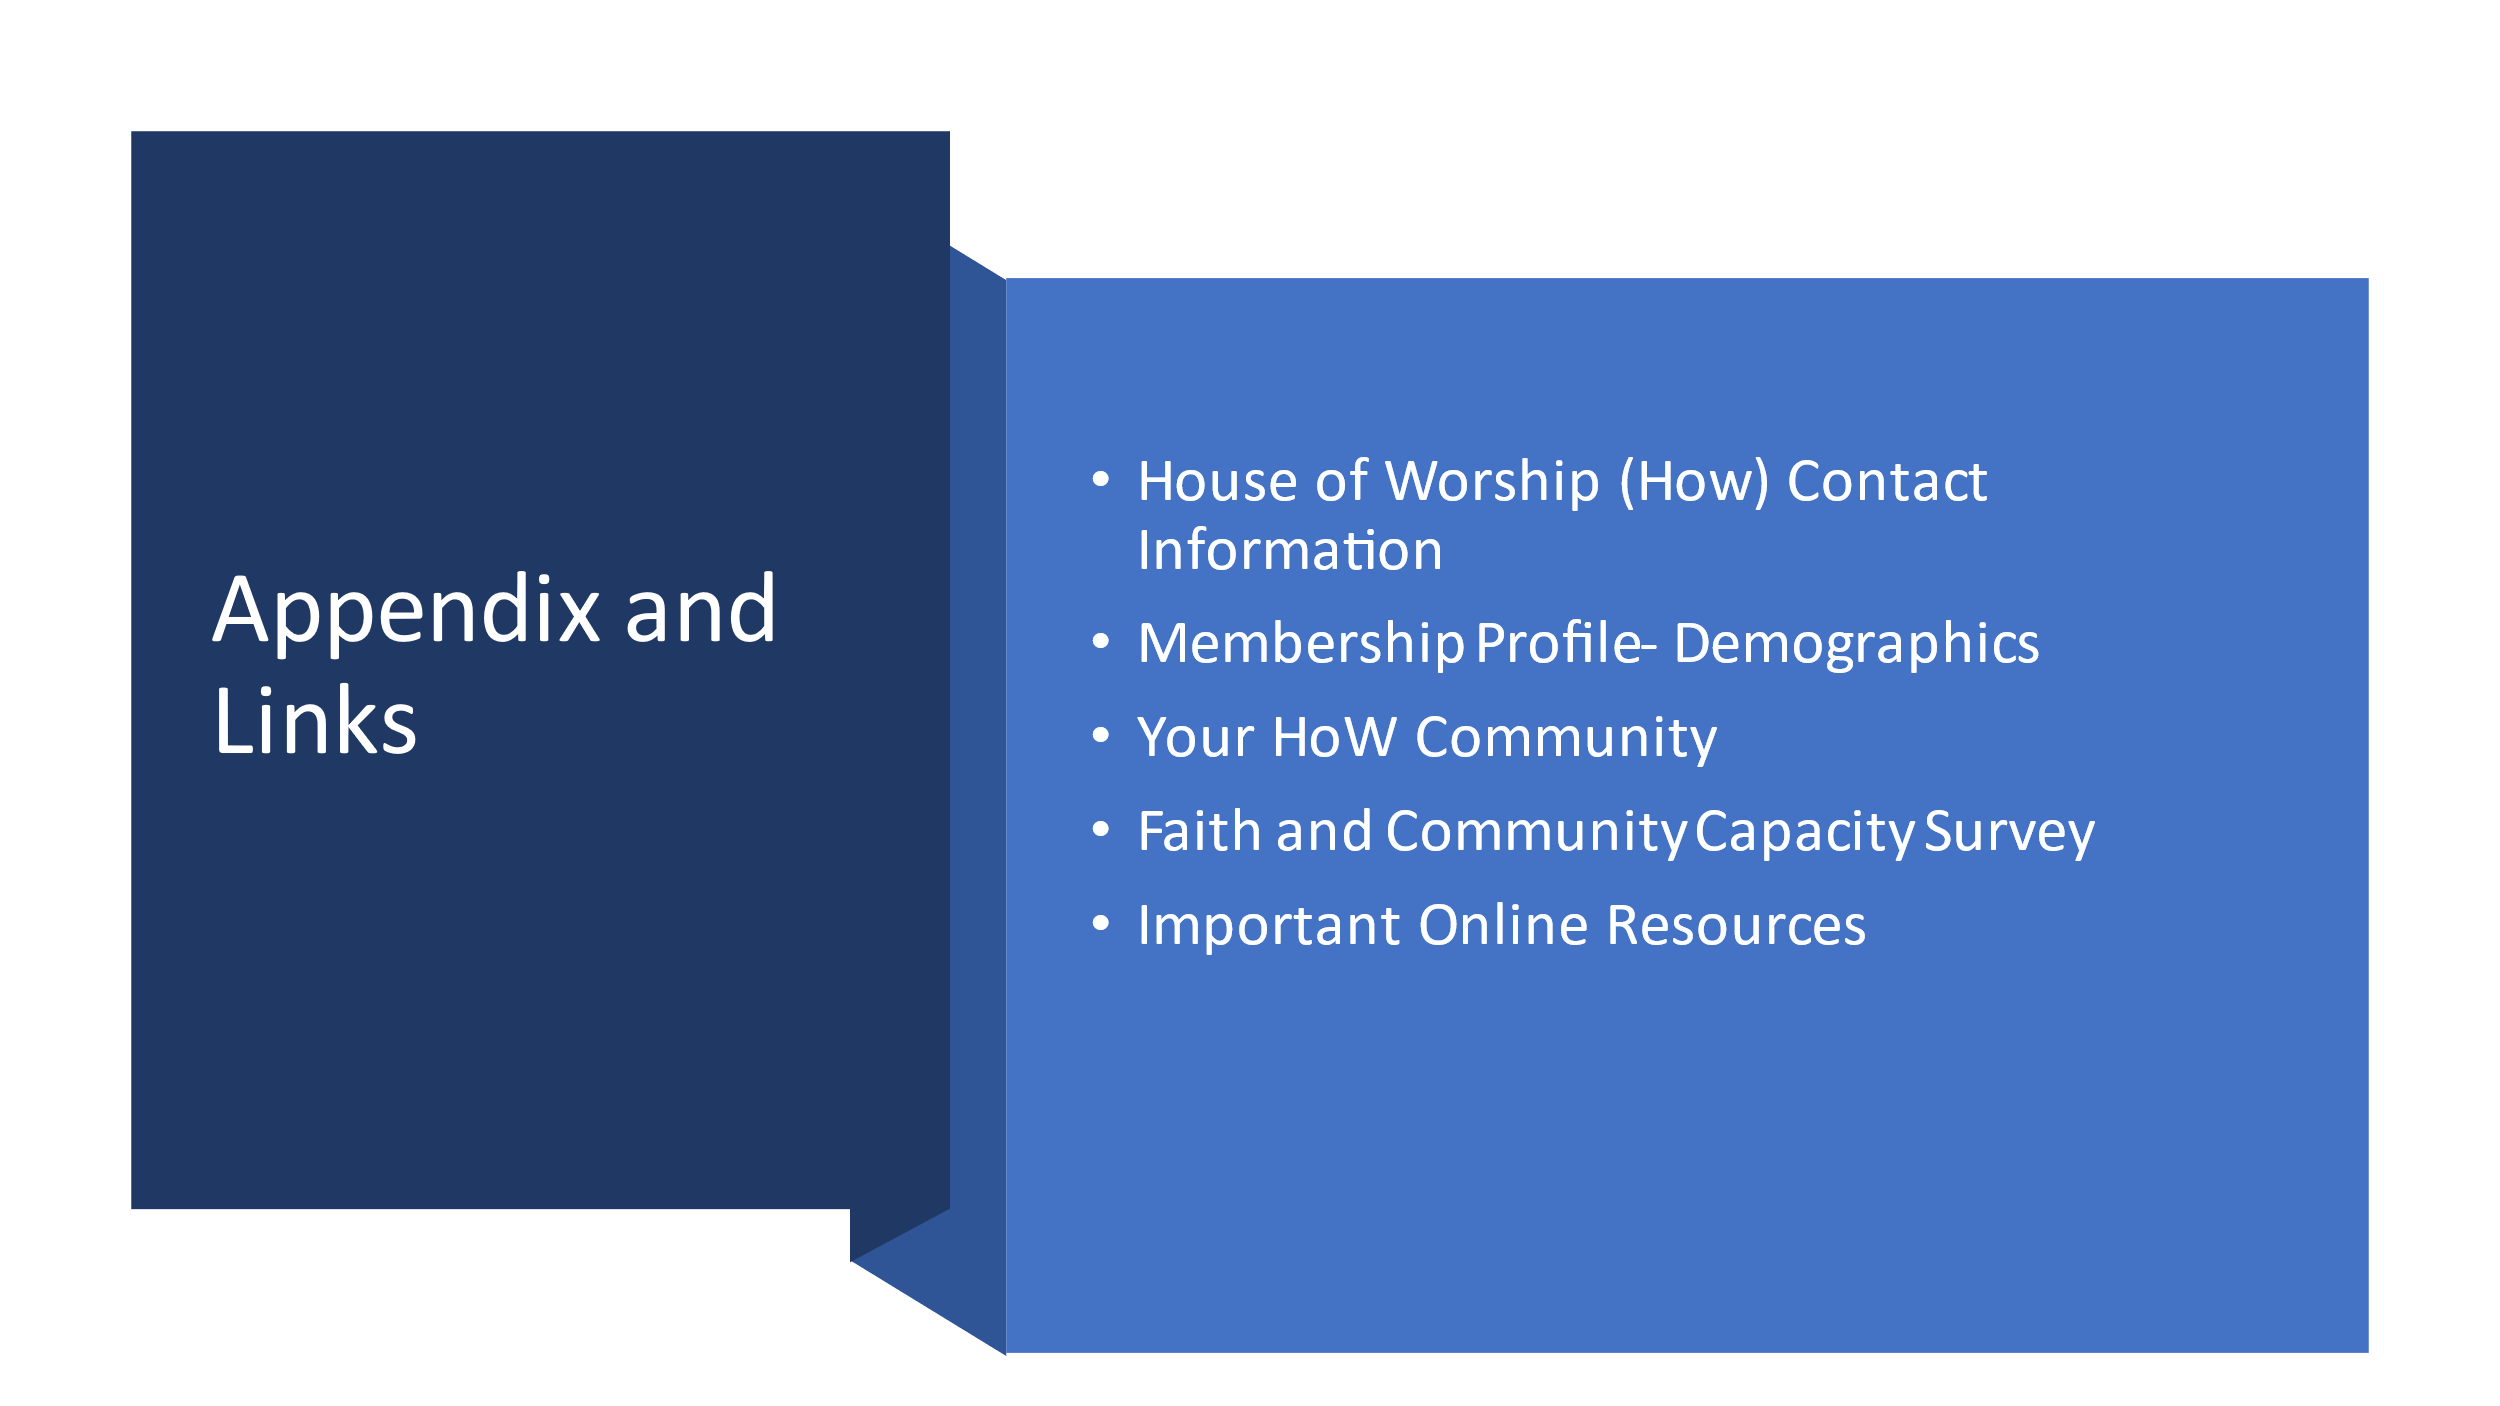 Appendix and
Links
• House of Worship (How) Contact
Information
• Membership Profile- Demographics
• Your HoW Community
• Faith and Community Capacity Survey
• Important Online Resources